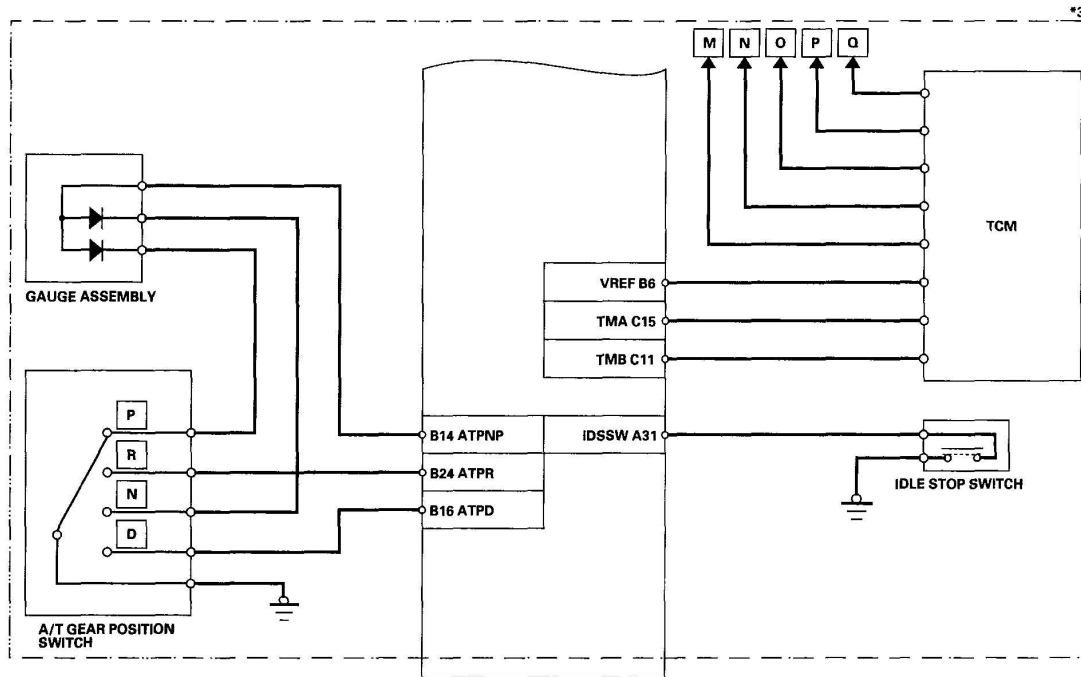 *3
M N O P Q
TCM
GAUGE ASSEMBLY
VREF B6
TMA C15
TMB C11
P
R
N
D
A/T GEAR POSITION
SWITCH
B14 ATPNP
B24 ATPR
B16 ATPD
IDSSW A31
IDLE STOP SWITCH